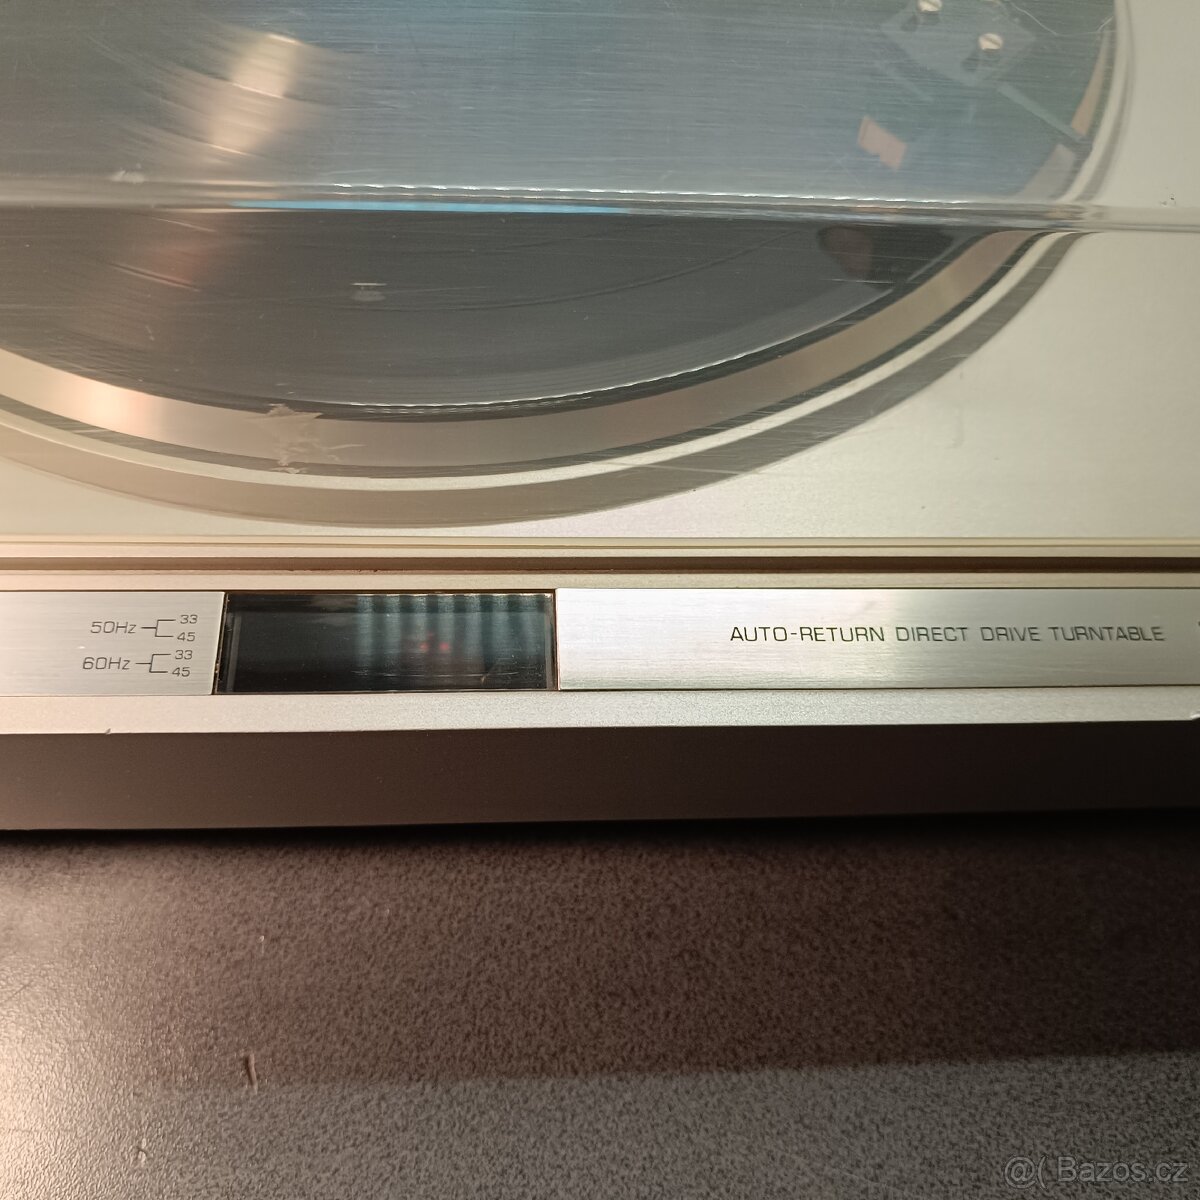 50Hz 33
45
60Hz 33
45
AUTO-RETURN DIRECT DRIVE TURNTABLE
@( Bazos.cz